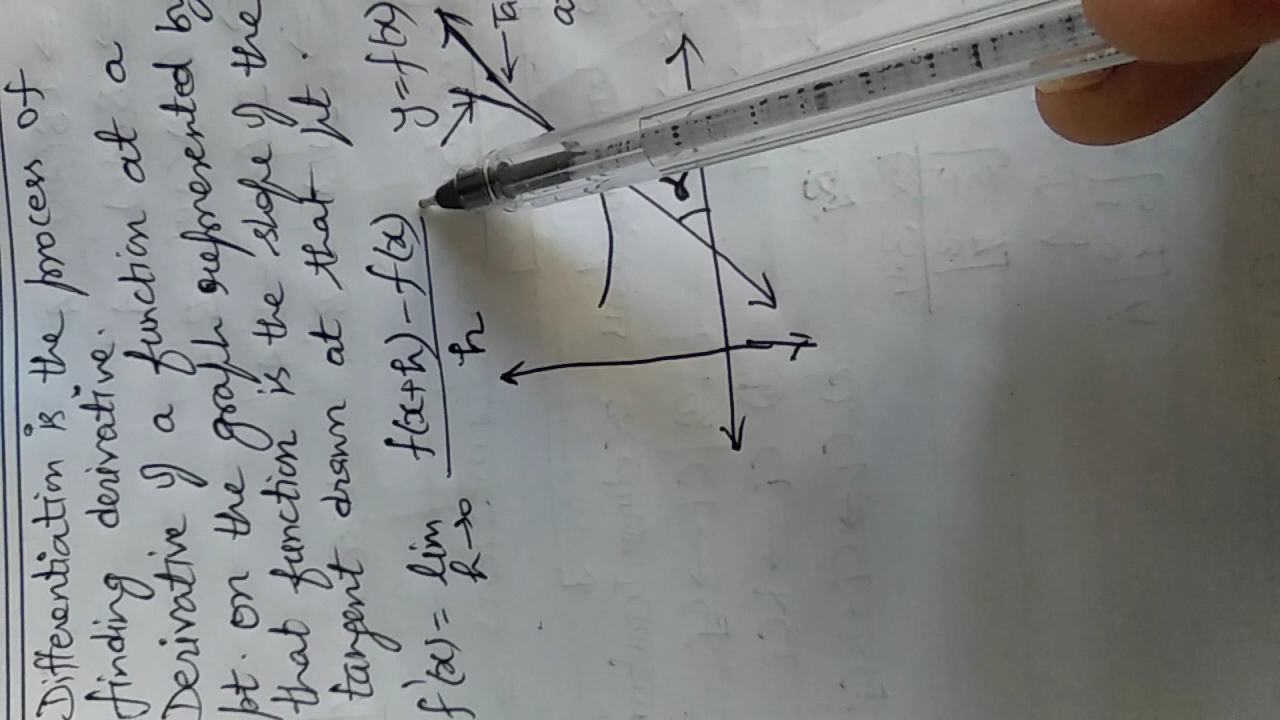 Differentiation is the process of
finding derivative.
Derivative of a function at a
pt. on the graph represented by
that function is the slope of the
tangent drawn at that pt.
f'(x) = lim h→0 f(x+h) - f(x) / h
y = f(x)
α